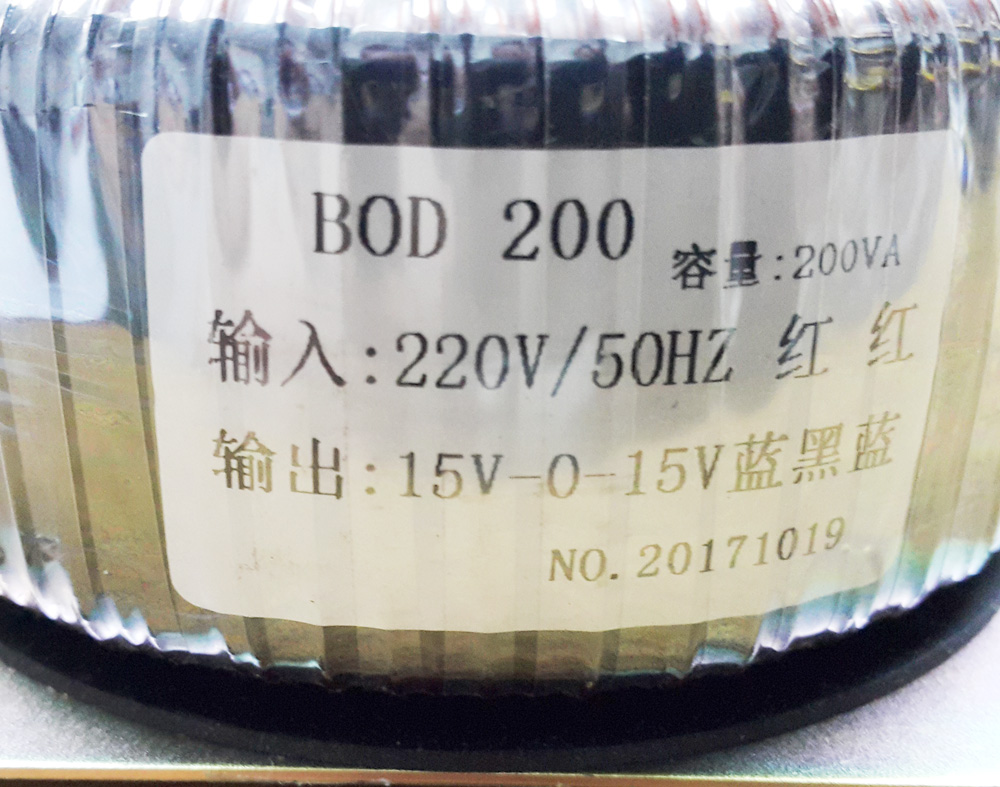 BOD 200
容量:200VA
输入:220V/50HZ 红 红
输出:15V-0-15V蓝黑蓝
NO.20171019